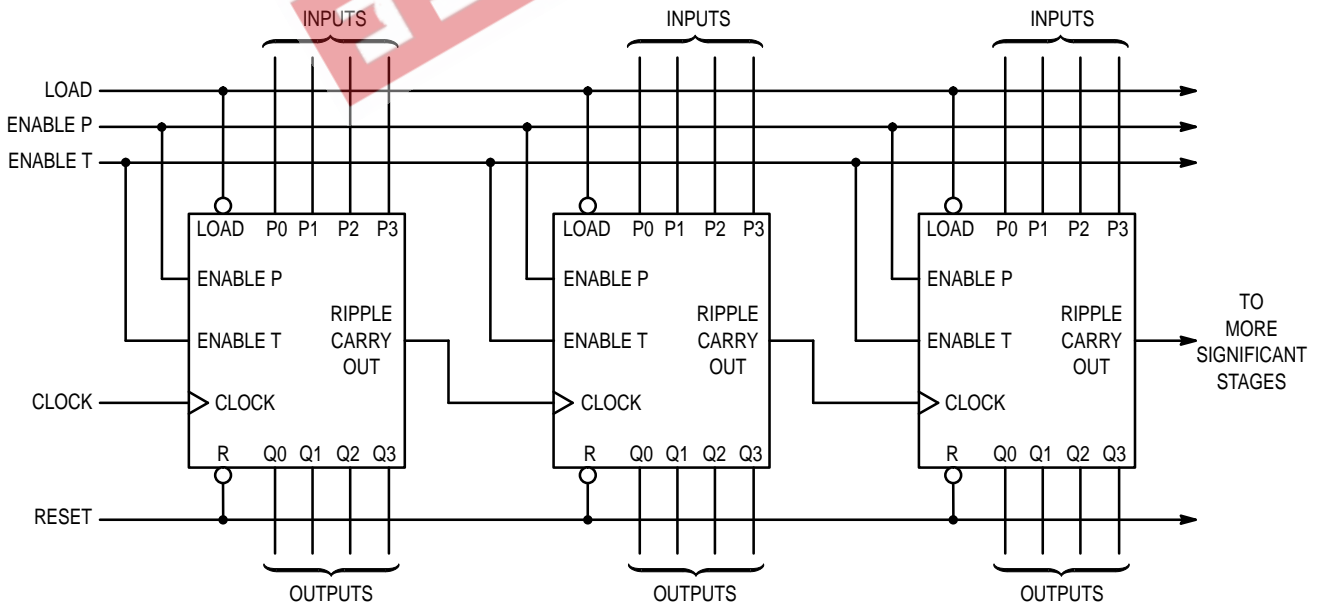 INPUTS INPUTS INPUTS
LOAD
ENABLE P
ENABLE T
LOAD P0 P1 P2 P3 LOAD P0 P1 P2 P3 LOAD P0 P1 P2 P3
ENABLE P ENABLE P ENABLE P
RIPPLE RIPPLE RIPPLE
ENABLE T CARRY ENABLE T CARRY ENABLE T CARRY
OUT OUT OUT
TO
MORE
SIGNIFICANT
STAGES
CLOCK CLOCK CLOCK CLOCK
R Q0 Q1 Q2 Q3 R Q0 Q1 Q2 Q3 R Q0 Q1 Q2 Q3
RESET
OUTPUTS OUTPUTS OUTPUTS